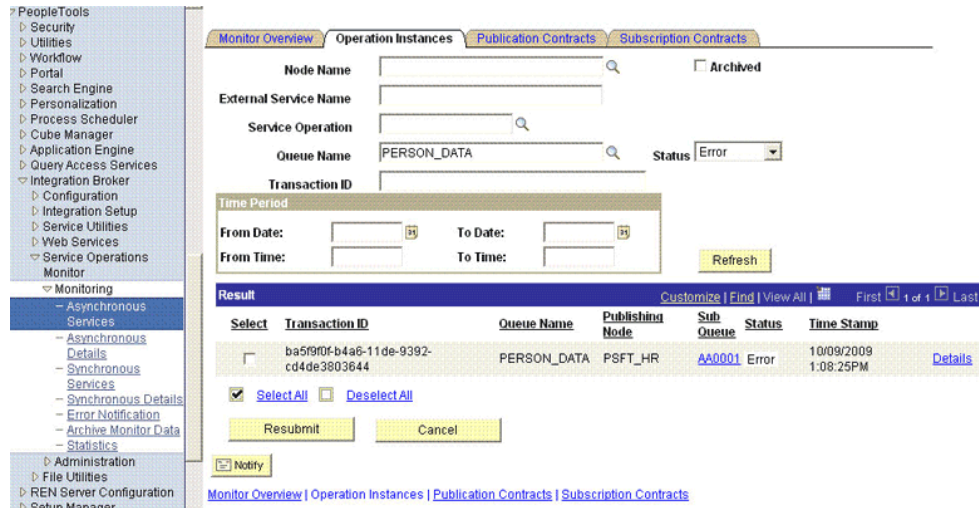 PeopleTools
Security
Utilities
Workflow
Portal
Search Engine
Personalization
Process Scheduler
Cube Manager
Application Engine
Query Access Services
Integration Broker
Configuration
Integration Setup
Service Utilities
Web Services
Service Operations
Monitor
Monitoring
– Asynchronous
Services
– Asynchronous
Details
– Synchronous
Services
– Synchronous Details
– Error Notification
– Archive Monitor Data
– Statistics
Administration
File Utilities
REN Server Configuration
Setup Manager
Monitor Overview Operation Instances Publication Contracts Subscription Contracts
Node Name Archived
External Service Name
Service Operation
Queue Name PERSON_DATA Status Error
Transaction ID
Time Period
From Date: 31 To Date: 31
From Time: To Time:
Refresh
Result Customize | Find | View All | First 1 of 1 Last
Select Transaction ID Queue Name Publishing Node Sub Queue Status Time Stamp
ba5f9f0f-b4a6-11de-9392-
cd4de3803644 PERSON_DATA PSFT_HR AA0001 Error 10/09/2009
1:08:25PM Details
Select All Deselect All
Resubmit Cancel
Notify
Monitor Overview | Operation Instances | Publication Contracts | Subscription Contracts